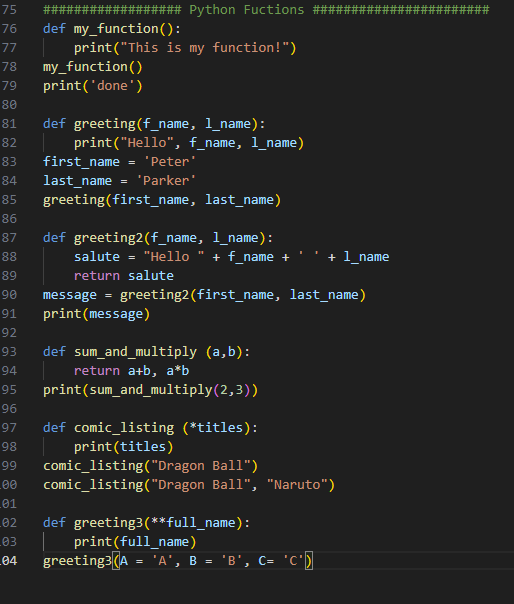 75 ################## Python Fuctions #######################
76 def my_function():
77     print("This is my function!")
78 my_function()
79 print('done')
80
81 def greeting(f_name, l_name):
82     print("Hello", f_name, l_name)
83 first_name = 'Peter'
84 last_name = 'Parker'
85 greeting(first_name, last_name)
86
87 def greeting2(f_name, l_name):
88     salute = "Hello " + f_name + ' ' + l_name
89     return salute
90 message = greeting2(first_name, last_name)
91 print(message)
92
93 def sum_and_multiply (a,b):
94     return a+b, a*b
95 print(sum_and_multiply(2,3))
96
97 def comic_listing (*titles):
98     print(titles)
99 comic_listing("Dragon Ball")
00 comic_listing("Dragon Ball", "Naruto")
01
02 def greeting3(**full_name):
03     print(full_name)
04 greeting3(A = 'A', B = 'B', C= 'C')